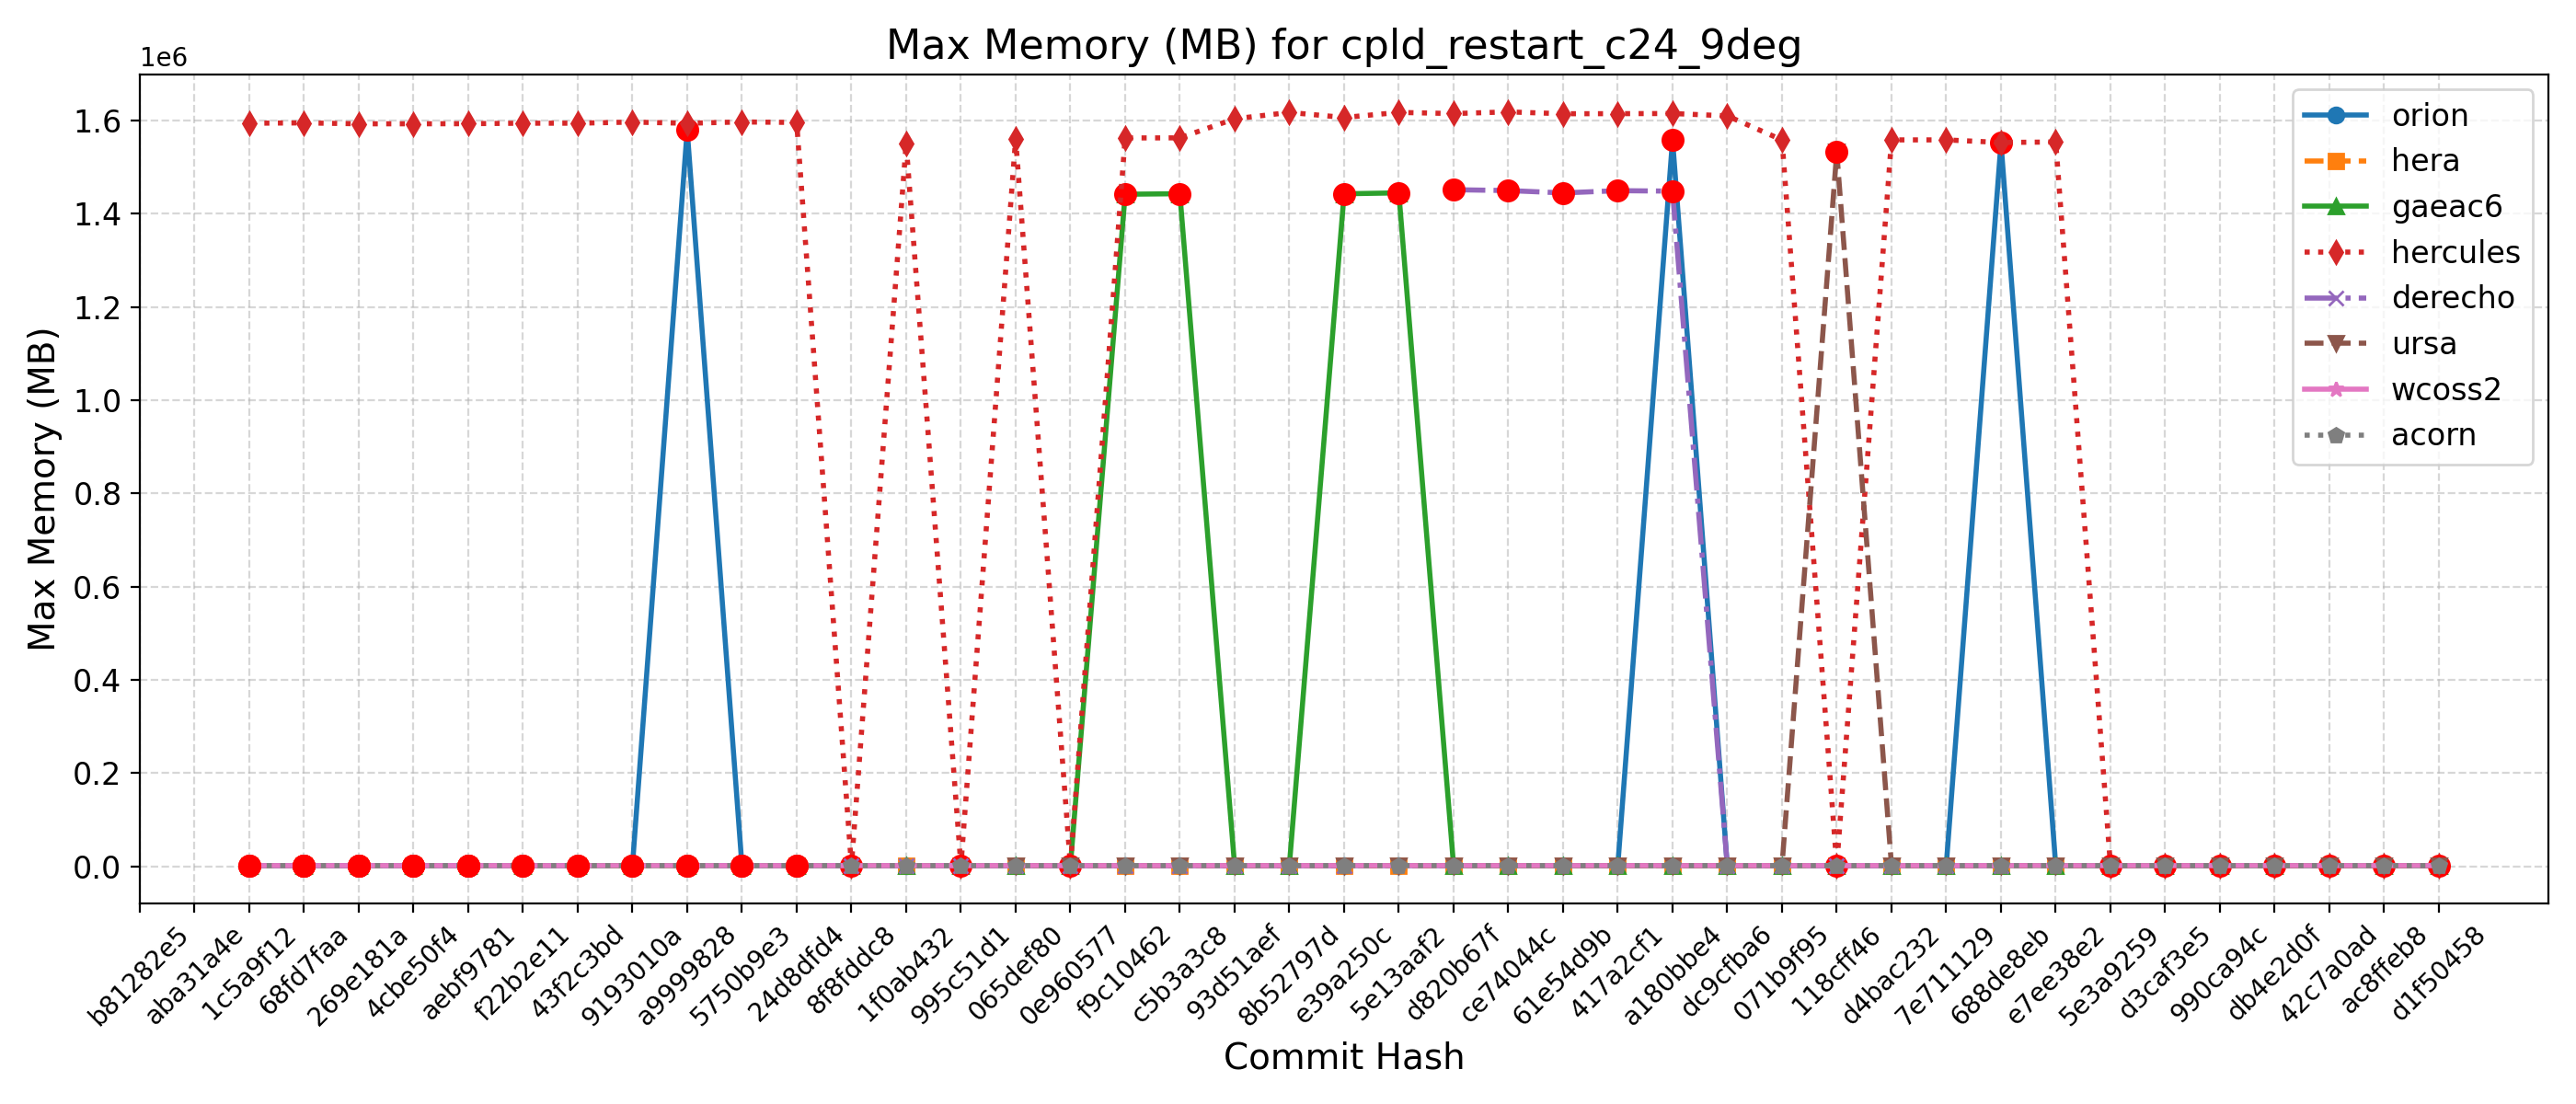 Max Memory (MB) for cpld_restart_c24_9deg
1e6
1.6
1.4
1.2
1.0
0.8
0.6
0.4
0.2
0.0
Max Memory (MB)
orion
hera
gaeac6
hercules
derecho
ursa
wcoss2
acorn
b81282e5
aba31a4e
1c5a9f12
68fd7faa
269e181a
4cbe50f4
aebf9781
f22b2e11
43f2c3bd
9193010a
a9999828
5750b9e3
24d8dfd4
8f8fddc8
1f0ab432
995c51d1
065def80
0e960577
f9c10462
c5b3a3c8
93d51aef
8b52797d
e39a250c
5e13aaf2
d820b67f
ce74044c
61e54d9b
417a2cf1
a180bbe4
dc9cfba6
071b9f95
118cff46
d4bac232
7e711129
688de8eb
e7ee38e2
5e3a9259
d3caf3e5
990ca94c
db4e2d0f
42c7a0ad
ac8ffeb8
d1f50458
Commit Hash